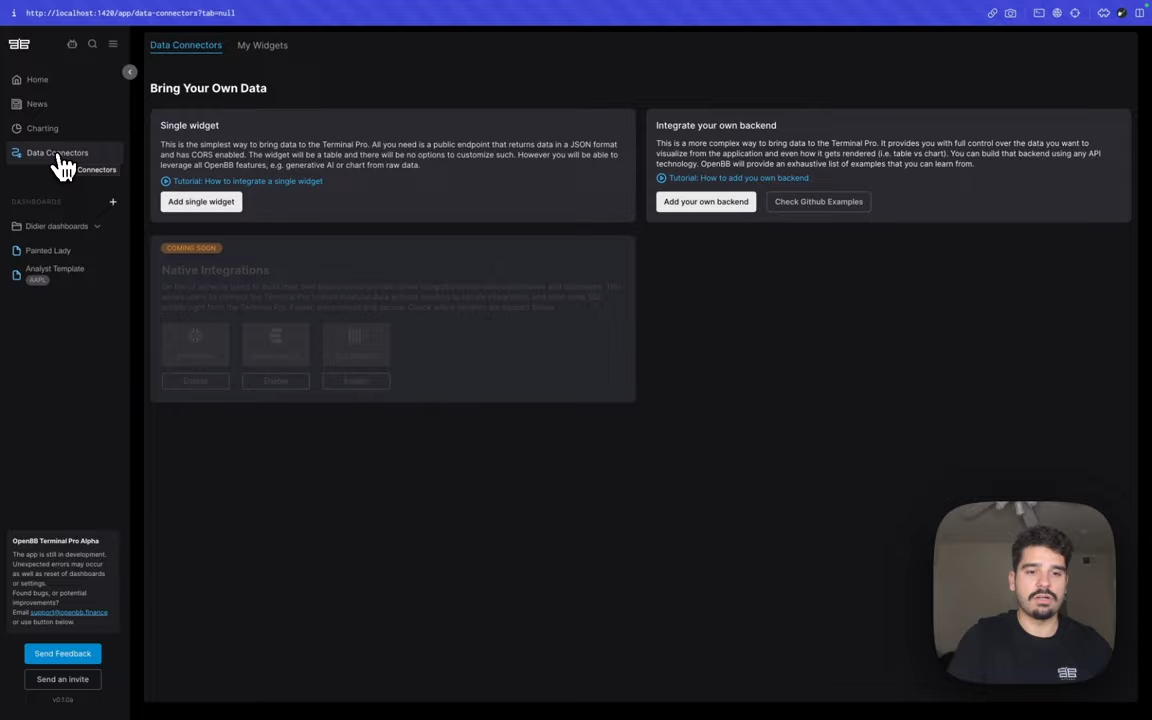 http://localhost:1420/app/data-connectors?tab=null
Home
News
Charting
Data Connectors
Connectors
DASHBOARDS
Didier dashboards
Painted Lady
Analyst Template
AAPL
OpenBB Terminal Pro Alpha
The app is still in development.
Unexpected errors may occur
as well as reset of dashboards
or settings.
Found bugs, or potential
improvements?
Email support@openbb.finance
or use button below.
Send Feedback
Send an invite
v0.1.0a
Data Connectors
My Widgets
Bring Your Own Data
Single widget
This is the simplest way to bring data to the Terminal Pro. All you need is a public endpoint that returns data in a JSON format
and has CORS enabled. The widget will be a table and there will be no options to customize such. However you will be able to
leverage all OpenBB features, e.g. generative AI or chart from raw data.
Tutorial: How to integrate a single widget
Add single widget
Integrate your own backend
This is a more complex way to bring data to the Terminal Pro. It provides you with full control over the data you want to
visualize from the application and even how it gets rendered (i.e. table vs chart). You can build that backend using any API
technology. OpenBB will provide an exhaustive list of examples that you can learn from.
Tutorial: How to add you own backend
Add your own backend
Check Github Examples
COMING SOON
Native Integrations
Enable
Enable
Enable